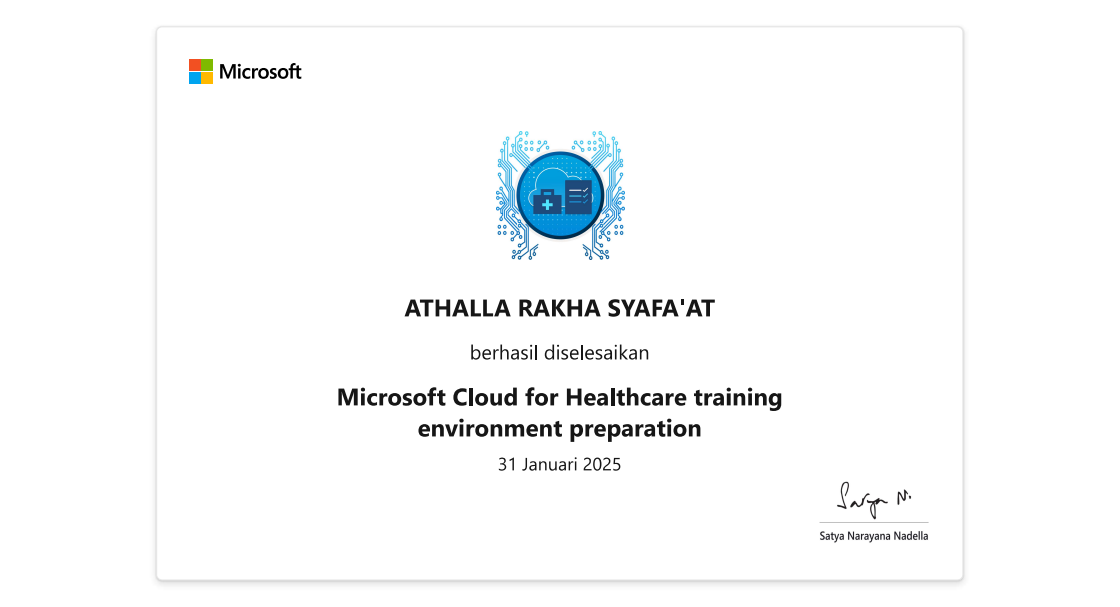 Microsoft
ATHALLA RAKHA SYAFA'AT
berhasil diselesaikan
Microsoft Cloud for Healthcare training
environment preparation
31 Januari 2025
Satya N.
Satya Narayana Nadella